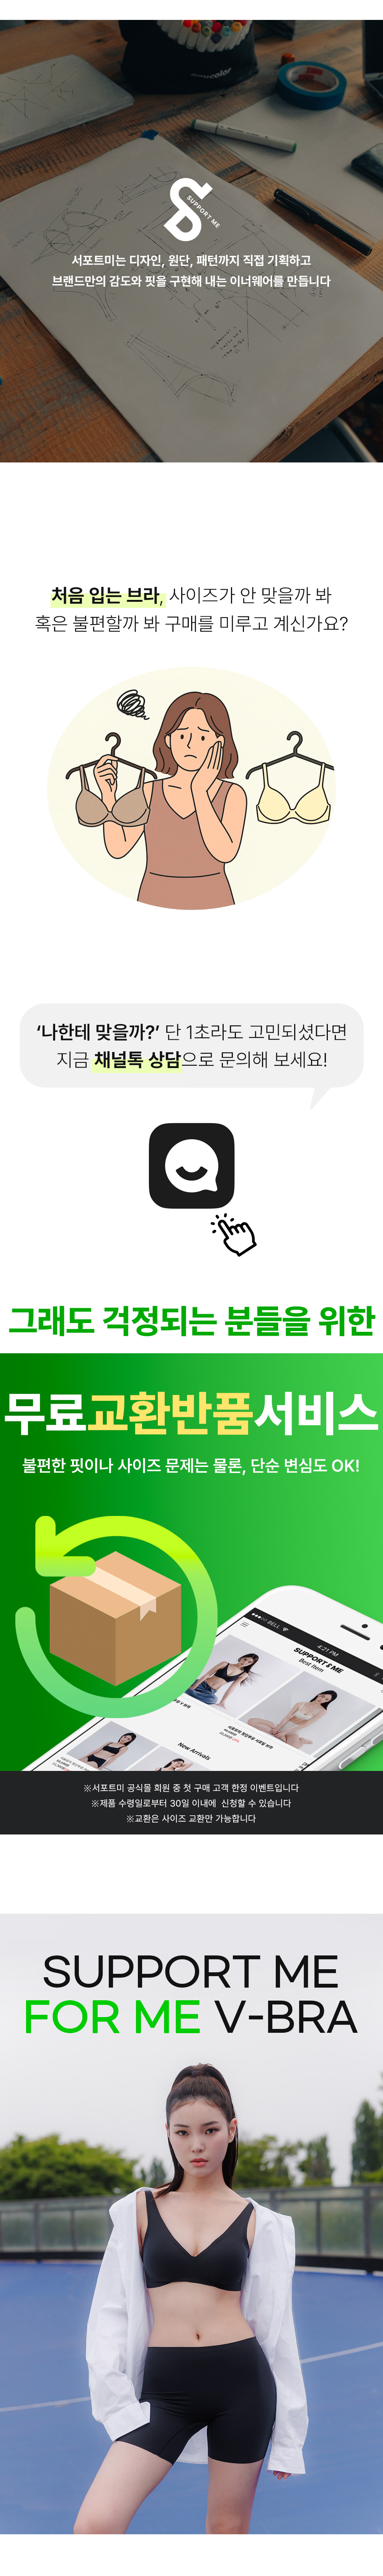 SUPPORT ME
서포트미는 디자인, 원단, 패턴까지 직접 기획하고
브랜드만의 감도와 핏을 구현해 내는 이너웨어를 만듭니다
처음 입는 브라, 사이즈가 안 맞을까 봐
혹은 불편할까 봐 구매를 미루고 계신가요?
‘나한테 맞을까?’ 단 1초라도 고민되셨다면
지금 채널톡 상담으로 문의해 보세요!
그래도 걱정되는 분들을 위한
무료교환반품서비스
불편한 핏이나 사이즈 문제는 물론, 단순 변심도 OK!
BELL
4:21 PM
SUPPORT ME
Best Item
New Arrivals
※서포트미 공식몰 회원 중 첫 구매 고객 한정 이벤트입니다
※제품 수령일로부터 30일 이내에 신청할 수 있습니다
※교환은 사이즈 교환만 가능합니다
SUPPORT ME
FOR ME V-BRA